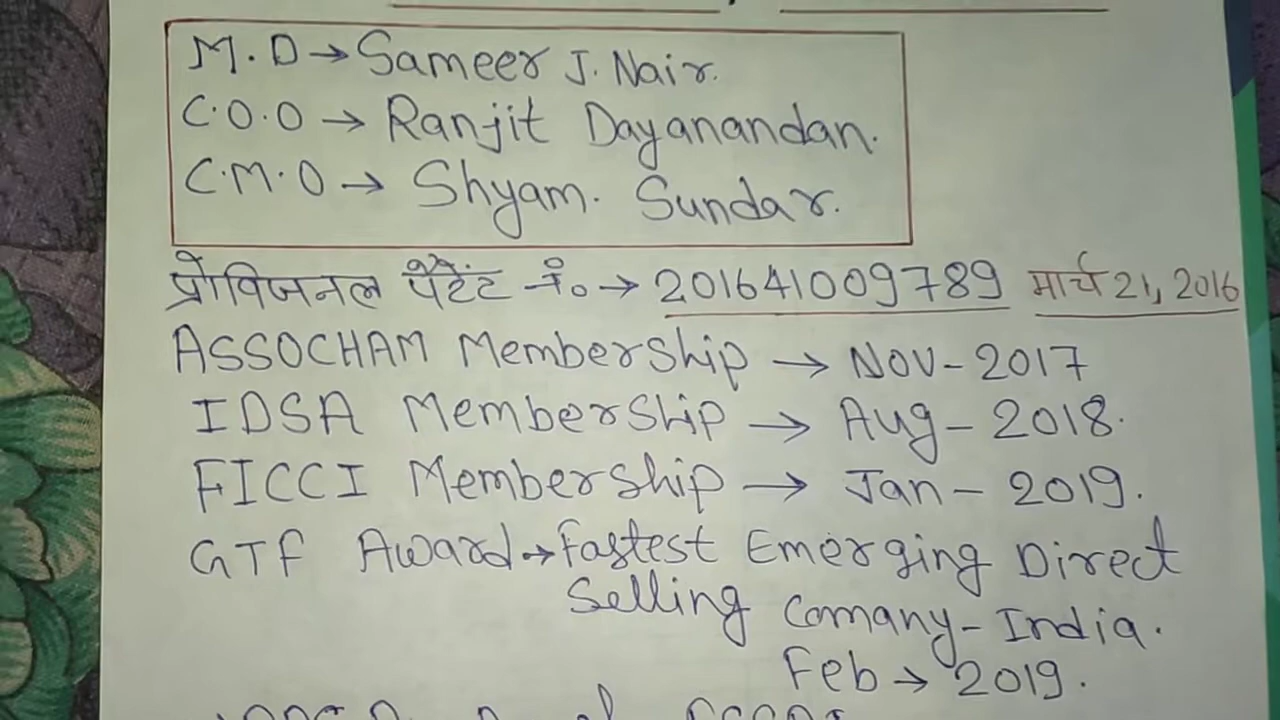 M.D → Sameer J. Nair.
C.O.O → Ranjit Dayanandan.
C.M.O → Shyam. Sundar.
प्रोविजनल पेटेंट नं० → 201641009789 मार्च 21, 2016
ASSOCHAM Membership → Nov - 2017
IDSA Membership → Aug - 2018.
FICCI Membership → Jan - 2019.
GTF Award → Fastest Emerging Direct
Selling Comany - India.
Feb → 2019.